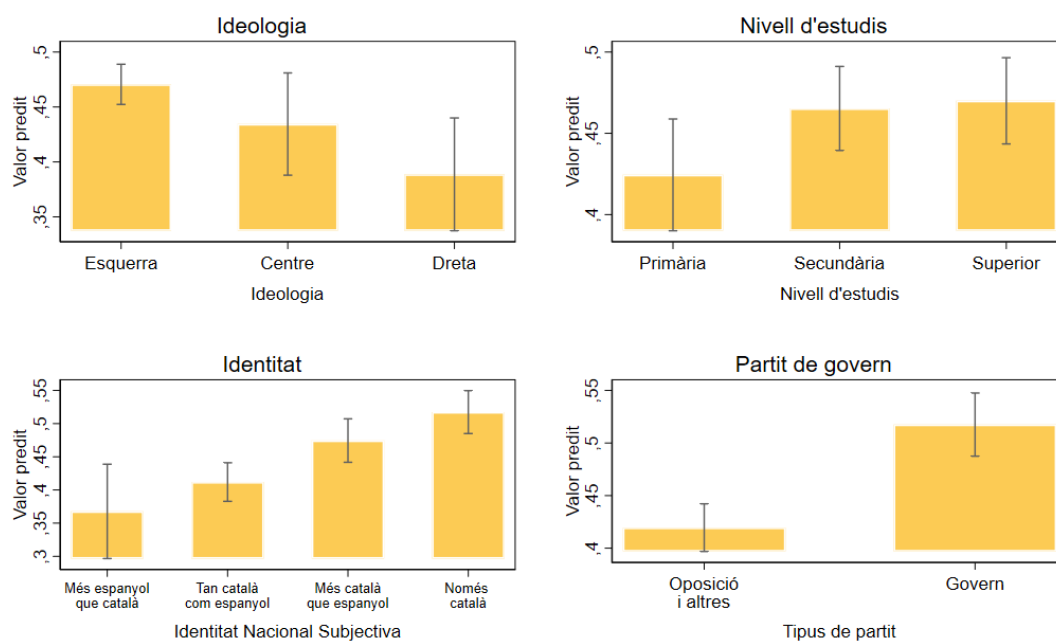 Ideologia
Valor predit
,5
,45
,4
,35
Esquerra Centre Dreta
Ideologia
Nivell d'estudis
Valor predit
,5
,45
,4
Primària Secundària Superior
Nivell d'estudis
Identitat
Valor predit
,55
,5
,45
,4
,35
,3
Més espanyol Tan català Més català Només
que català com espanyol que espanyol català
Identitat Nacional Subjectiva
Partit de govern
Valor predit
,55
,5
,45
,4
Oposició Govern
i altres
Tipus de partit